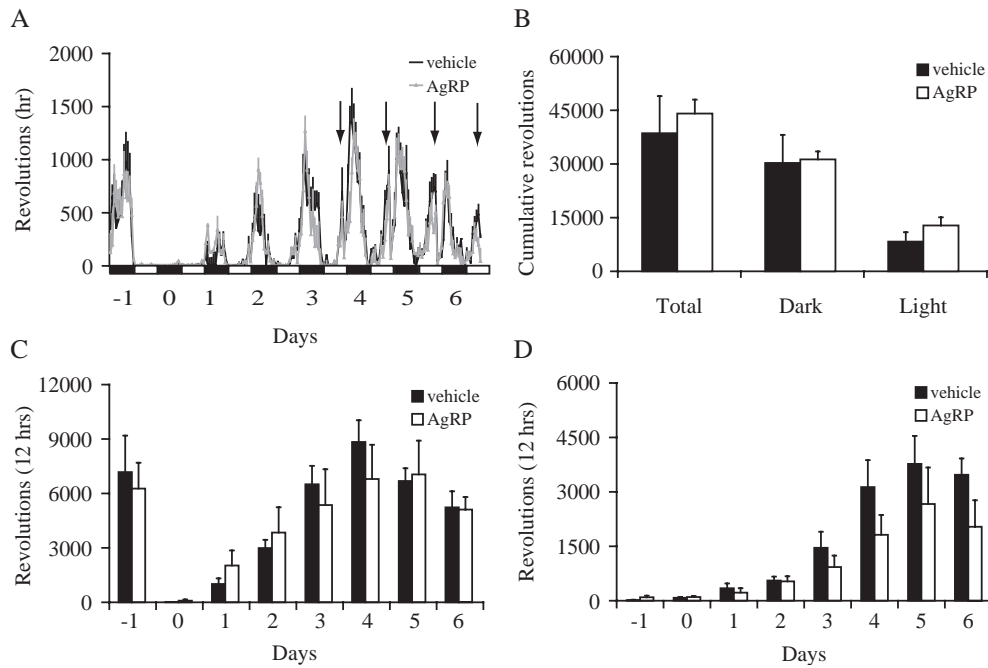 A
Revolutions (hr)
2000
1500
1000
500
0
vehicle
AgRP
-1 0 1 2 3 4 5 6
Days
B
Cumulative revolutions
60000
45000
30000
15000
0
vehicle
AgRP
Total Dark Light
C
Revolutions (12 hrs)
12000
9000
6000
3000
0
vehicle
AgRP
-1 0 1 2 3 4 5 6
Days
D
Revolutions (12 hrs)
6000
4500
3000
1500
0
vehicle
AgRP
-1 0 1 2 3 4 5 6
Days